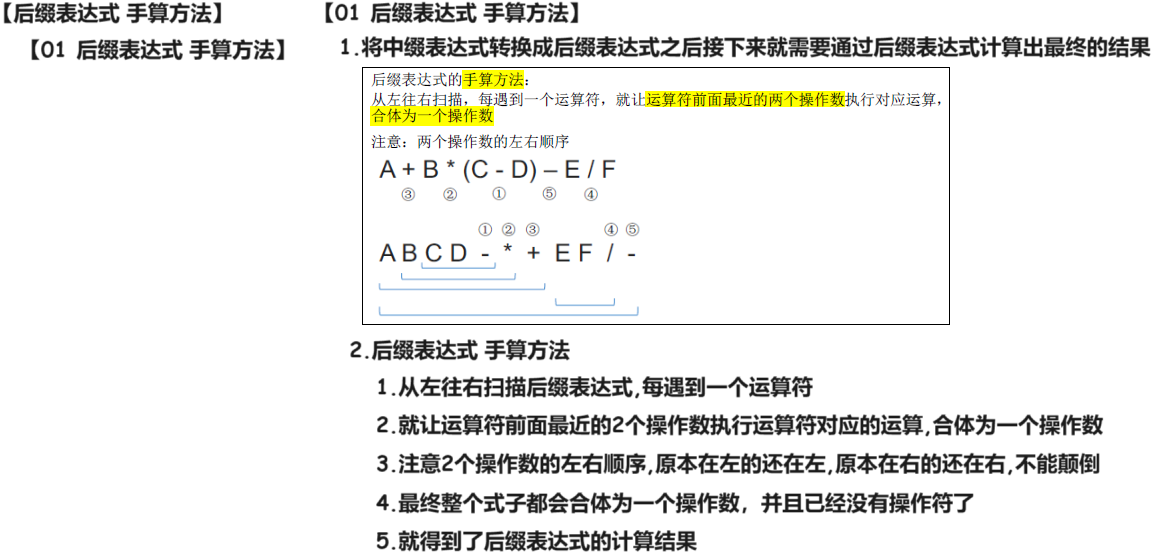 【后缀表达式 手算方法】
【01 后缀表达式 手算方法】
【01 后缀表达式 手算方法】
1.将中缀表达式转换成后缀表达式之后接下来就需要通过后缀表达式计算出最终的结果
后缀表达式的手算方法:
从左往右扫描，每遇到一个运算符，就让运算符前面最近的两个操作数执行对应运算，
合体为一个操作数
注意：两个操作数的左右顺序
A + B * (C - D) – E / F
③ ② ① ⑤ ④
① ② ③ ④ ⑤
A B C D - * + E F / -
2.后缀表达式 手算方法
1.从左往右扫描后缀表达式,每遇到一个运算符
2.就让运算符前面最近的2个操作数执行运算符对应的运算,合体为一个操作数
3.注意2个操作数的左右顺序,原本在左的还在左,原本在右的还在右,不能颠倒
4.最终整个式子都会合体为一个操作数，并且已经没有操作符了
5.就得到了后缀表达式的计算结果